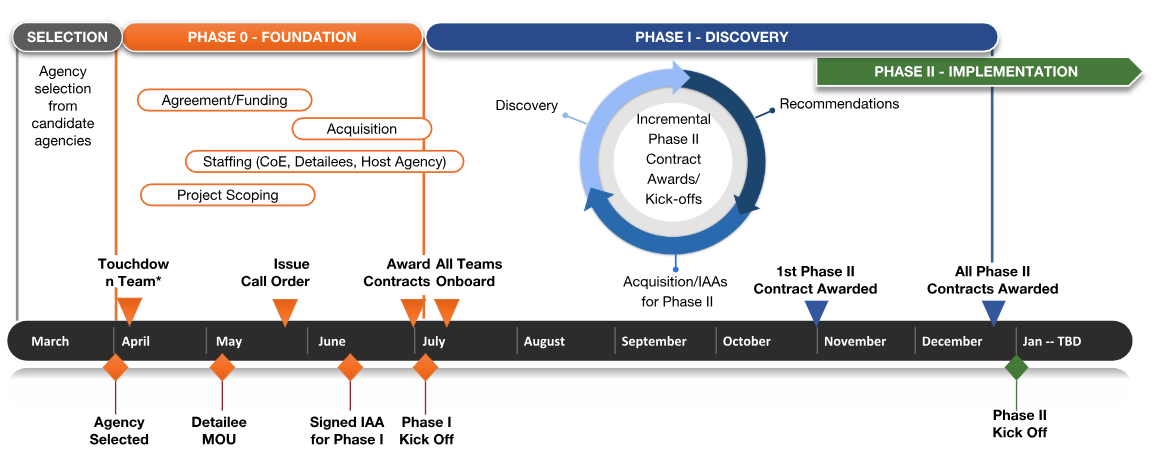 SELECTION
PHASE 0 - FOUNDATION
PHASE I - DISCOVERY
PHASE II - IMPLEMENTATION
Agency
selection
from
candidate
agencies
Agreement/Funding
Acquisition
Staffing (CoE, Detailees, Host Agency)
Project Scoping
Discovery
Recommendations
Incremental
Phase II
Contract
Awards/
Kick-offs
Acquisition/IAAs
for Phase II
Touchdow
n Team*
Issue
Call Order
Award
Contracts
All Teams
Onboard
1st Phase II
Contract Awarded
All Phase II
Contracts Awarded
March
April
May
June
July
August
September
October
November
December
Jan -- TBD
Agency
Selected
Detailee
MOU
Signed IAA
for Phase I
Phase I
Kick Off
Phase II
Kick Off